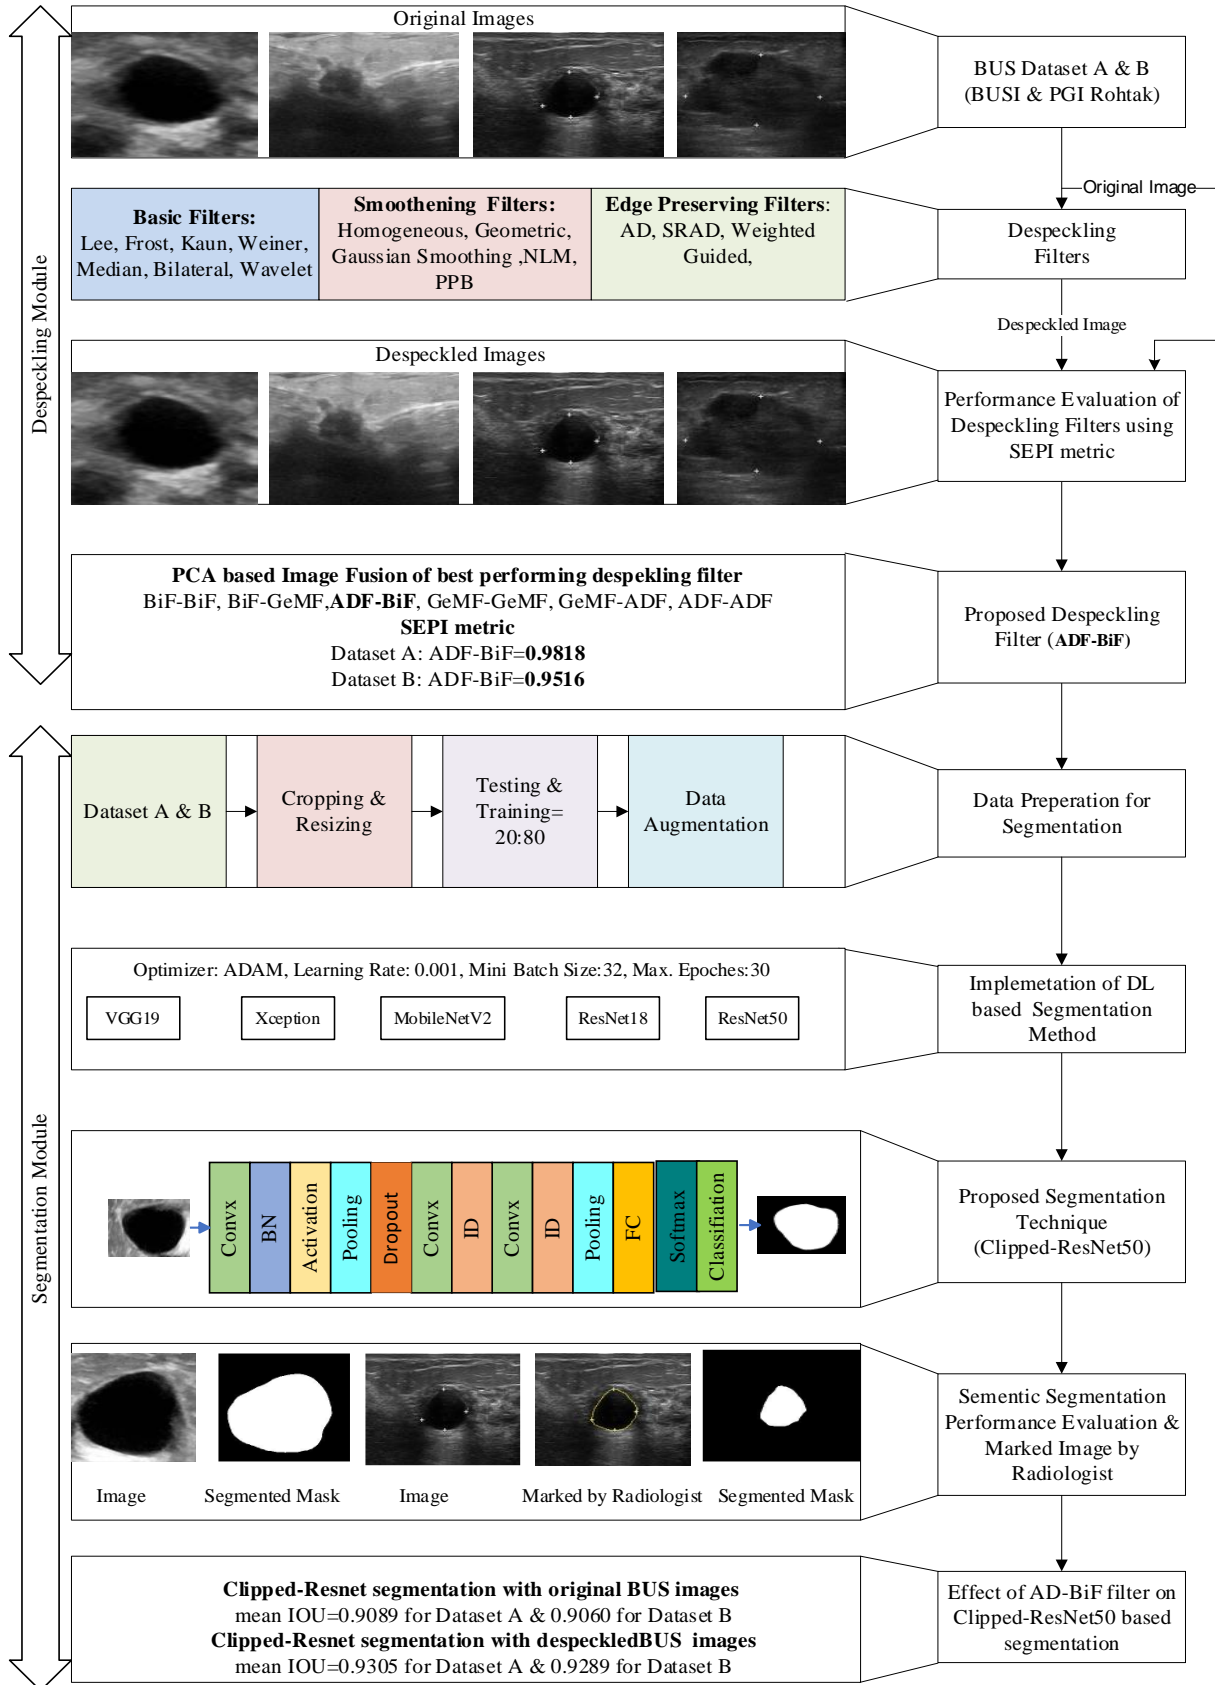 Original Images
BUS Dataset A & B
(BUSI & PGI Rohtak)
Original Image
Basic Filters:
Lee, Frost, Kaun, Weiner,
Median, Bilateral, Wavelet
Smoothening Filters:
Homogeneous, Geometric,
Gaussian Smoothing ,NLM,
PPB
Edge Preserving Filters:
AD, SRAD, Weighted
Guided,
Despeckling
Filters
Despeckled Image
Despeckling Module
Despeckled Images
Performance Evaluation of
Despeckling Filters using
SEPI metric
PCA based Image Fusion of best performing despekling filter
BiF-BiF, BiF-GeMF,ADF-BiF, GeMF-GeMF, GeMF-ADF, ADF-ADF
SEPI metric
Dataset A: ADF-BiF=0.9818
Dataset B: ADF-BiF=0.9516
Proposed Despeckling
Filter (ADF-BiF)
Dataset A & B
Cropping &
Resizing
Testing &
Training=
20:80
Data
Augmentation
Data Preperation for
Segmentation
Optimizer: ADAM, Learning Rate: 0.001, Mini Batch Size:32, Max. Epoches:30
VGG19
Xception
MobileNetV2
ResNet18
ResNet50
Implemetation of DL
based Segmentation
Method
Segmentation Module
Convx
BN
Activation
Pooling
Dropout
Convx
ID
Convx
ID
Pooling
FC
Softmax
Classifiation
Proposed Segmentation
Technique
(Clipped-ResNet50)
Image
Segmented Mask
Image
Marked by Radiologist
Segmented Mask
Sementic Segmentation
Performance Evaluation &
Marked Image by
Radiologist
Clipped-Resnet segmentation with original BUS images
mean IOU=0.9089 for Dataset A & 0.9060 for Dataset B
Clipped-Resnet segmentation with despeckledBUS images
mean IOU=0.9305 for Dataset A & 0.9289 for Dataset B
Effect of AD-BiF filter on
Clipped-ResNet50 based
segmentation